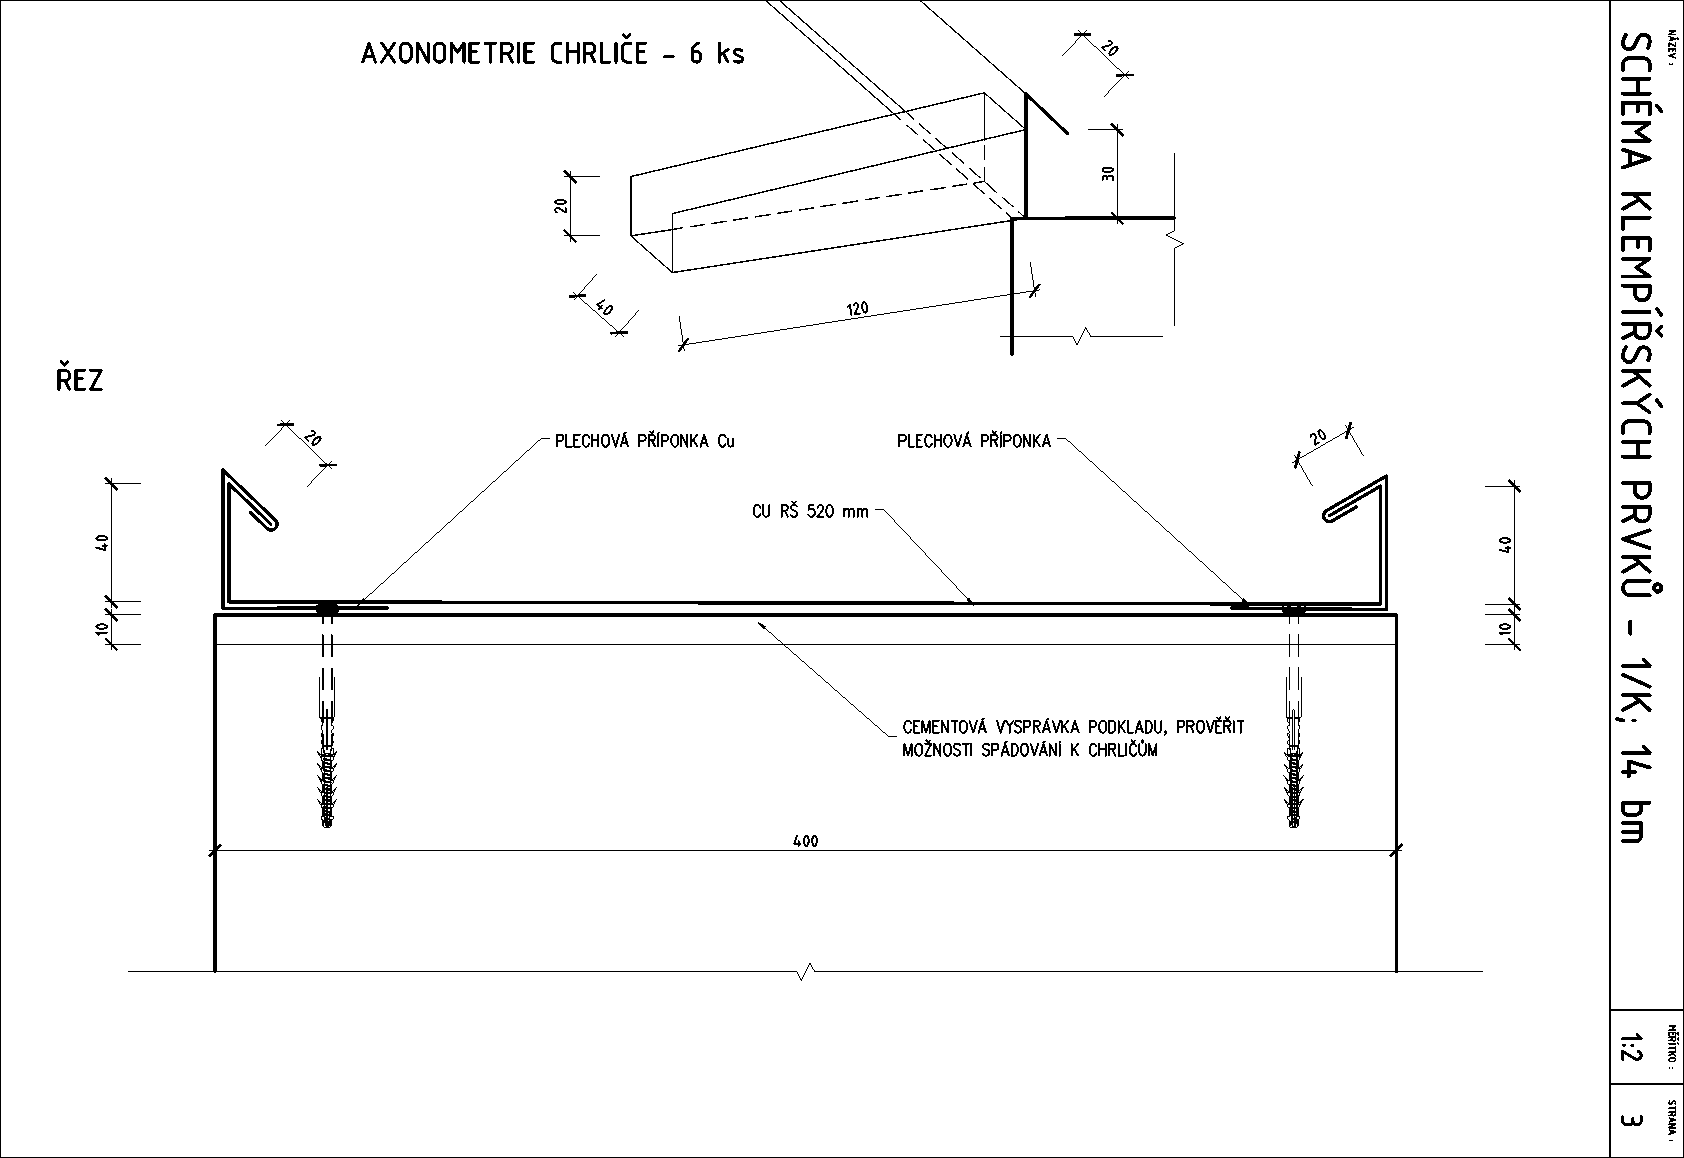 AXONOMETRIE CHRLIČE - 6 ks
20
30
20
40
120
ŘEZ
20
PLECHOVÁ PŘÍPONKA Cu
PLECHOVÁ PŘÍPONKA
20
CU RŠ 520 mm
40
40
10
10
CEMENTOVÁ VYSPRÁVKA PODKLADU, PROVĚŘIT
MOŽNOSTI SPÁDOVÁNÍ K CHRLIČŮM
400
NÁZEV :
SCHÉMA KLEMPÍŘSKÝCH PRVKŮ - 1/K; 14 bm
MĚŘÍTKO :
1:2
STRANA :
3